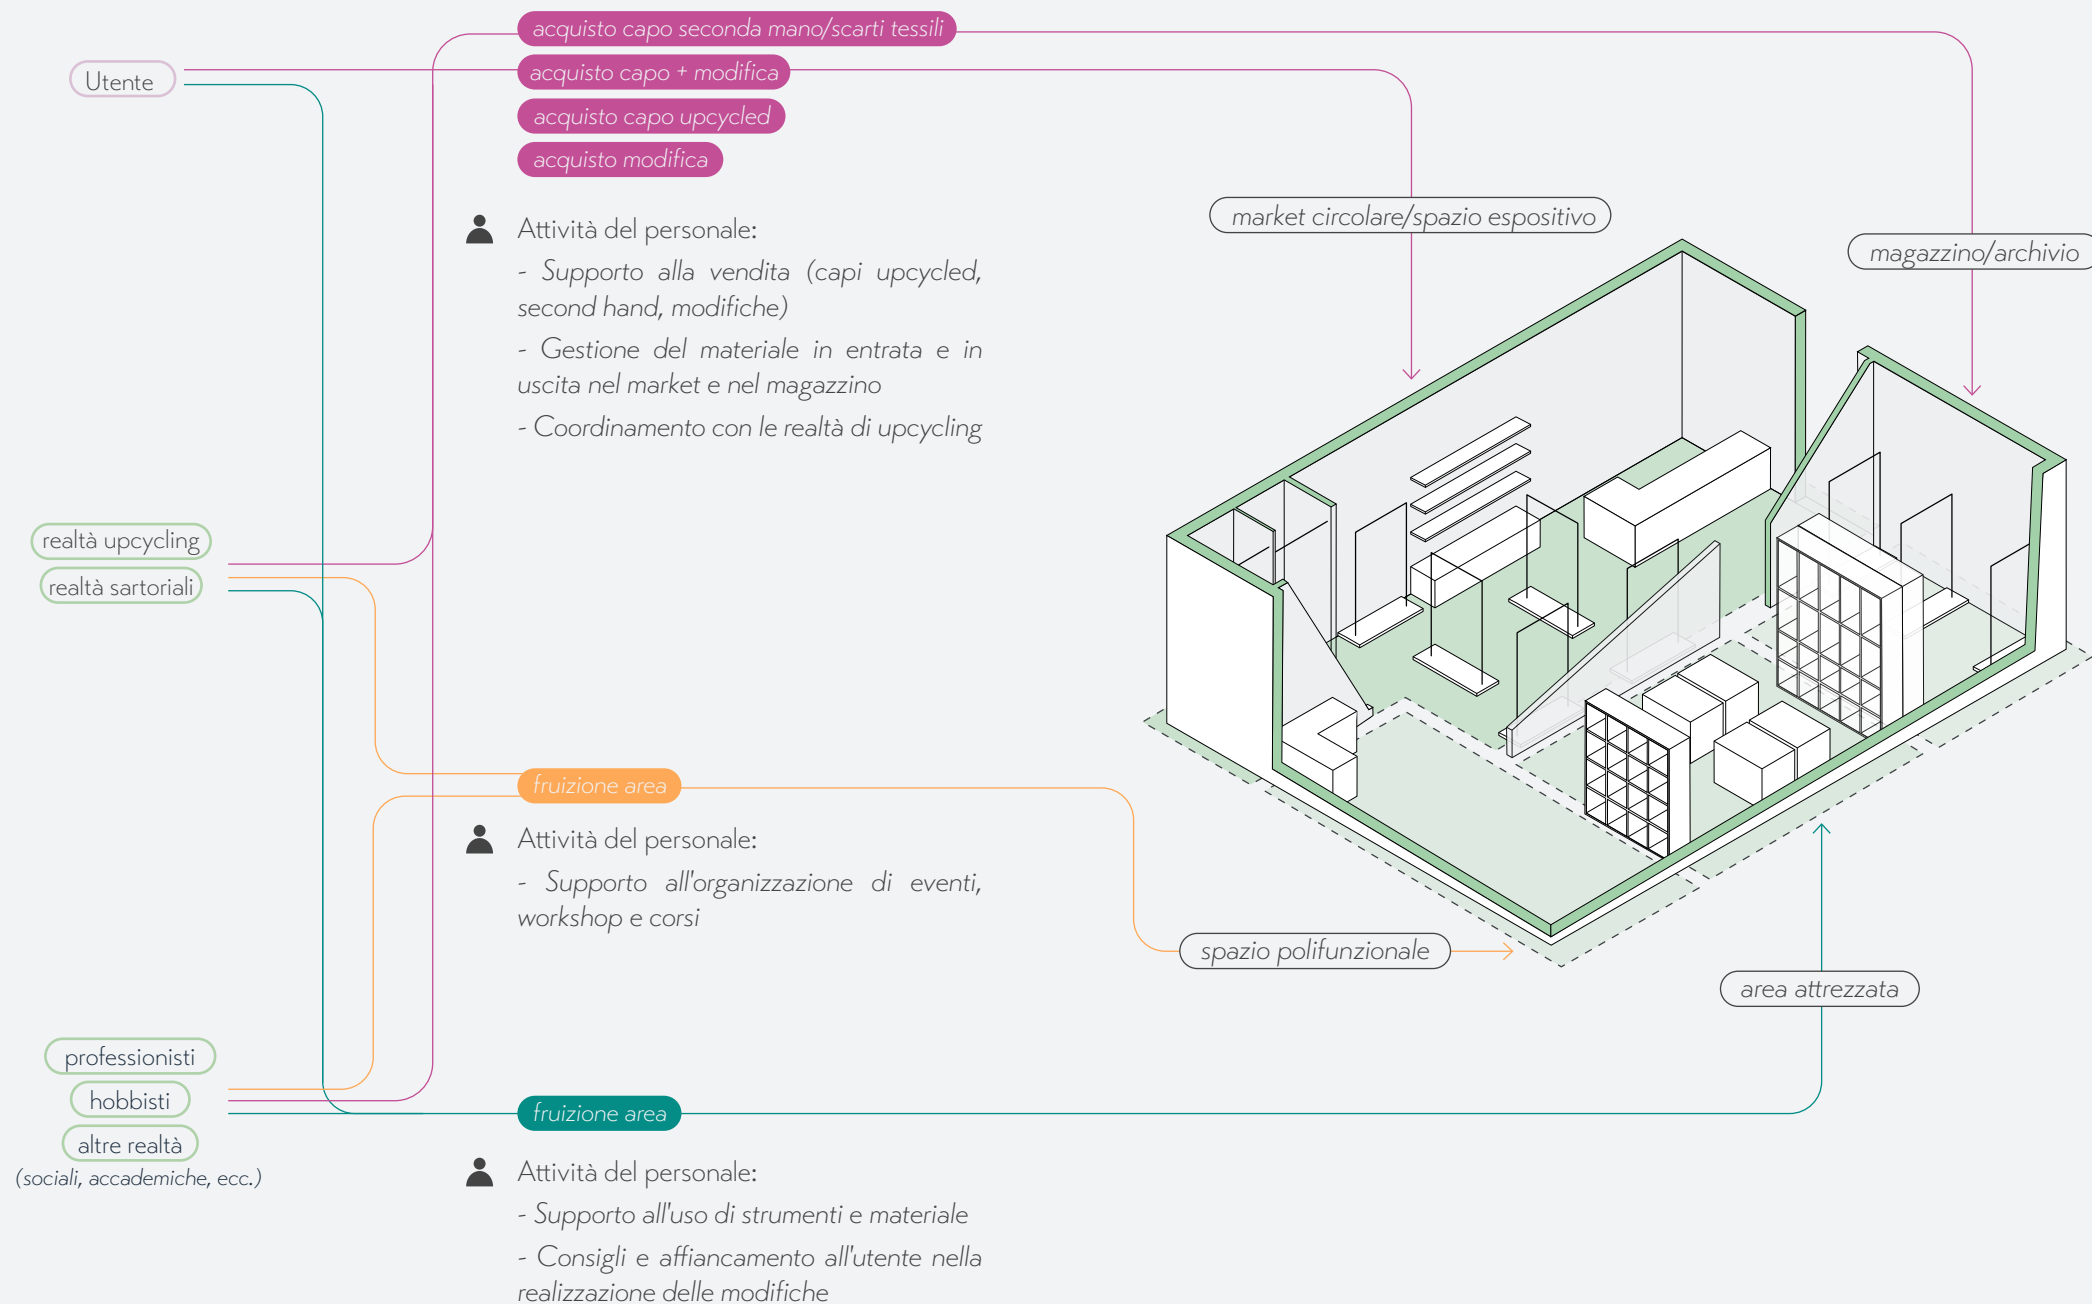 acquisto capo seconda mano/scarti tessili
Utente
acquisto capo + modifica
acquisto capo upcycled
acquisto modifica
Attività del personale:
- Supporto alla vendita (capi upcycled,
second hand, modifiche)
- Gestione del materiale in entrata e in
uscita nel market e nel magazzino
- Coordinamento con le realtà di upcycling
market circolare/spazio espositivo
magazzino/archivio
realtà upcycling
realtà sartoriali
fruizione area
Attività del personale:
- Supporto all'organizzazione di eventi,
workshop e corsi
spazio polifunzionale
area attrezzata
professionisti
hobbisti
altre realtà
(sociali, accademiche, ecc.)
fruizione area
Attività del personale:
- Supporto all'uso di strumenti e materiale
- Consigli e affiancamento all'utente nella
realizzazione delle modifiche